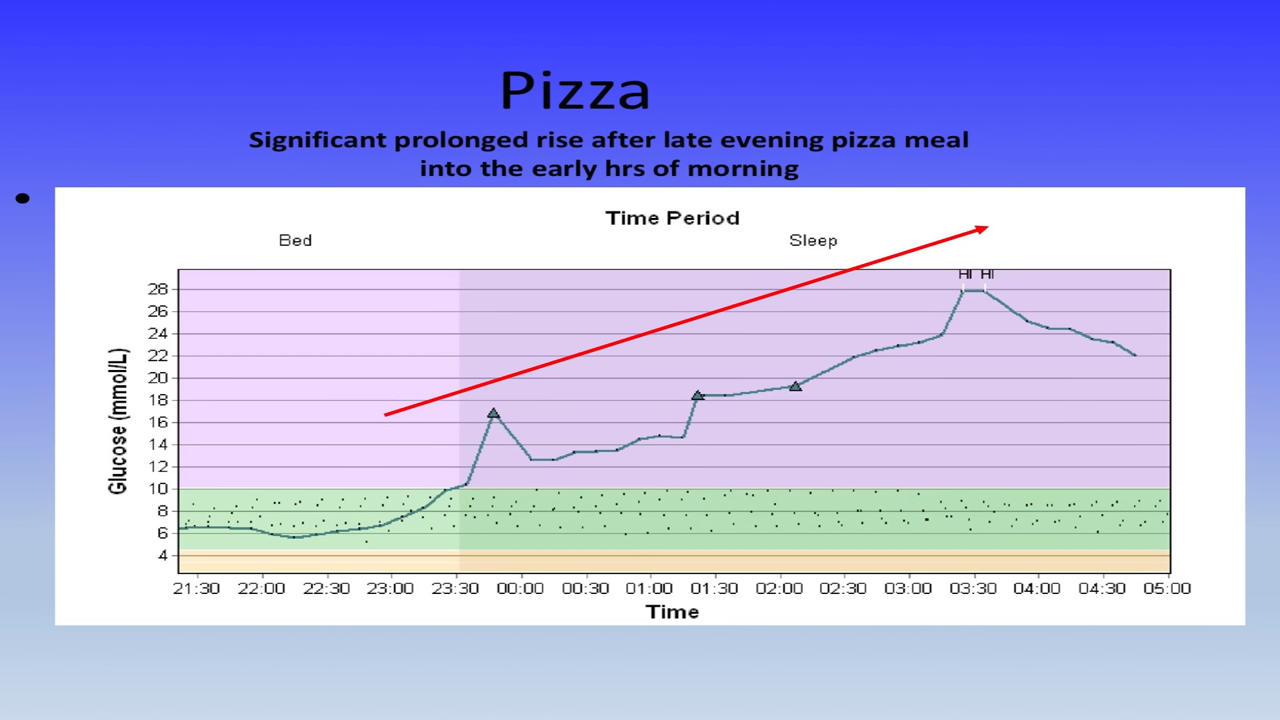 Pizza
Significant prolonged rise after late evening pizza meal
into the early hrs of morning
•
Time Period
Bed Sleep
HI HI
28
26
24
22
20
18
16
14
12
10
8
6
4
Glucose (mmol/L)
21:30 22:00 22:30 23:00 23:30 00:00 00:30 01:00 01:30 02:00 02:30 03:00 03:30 04:00 04:30 05:00
Time